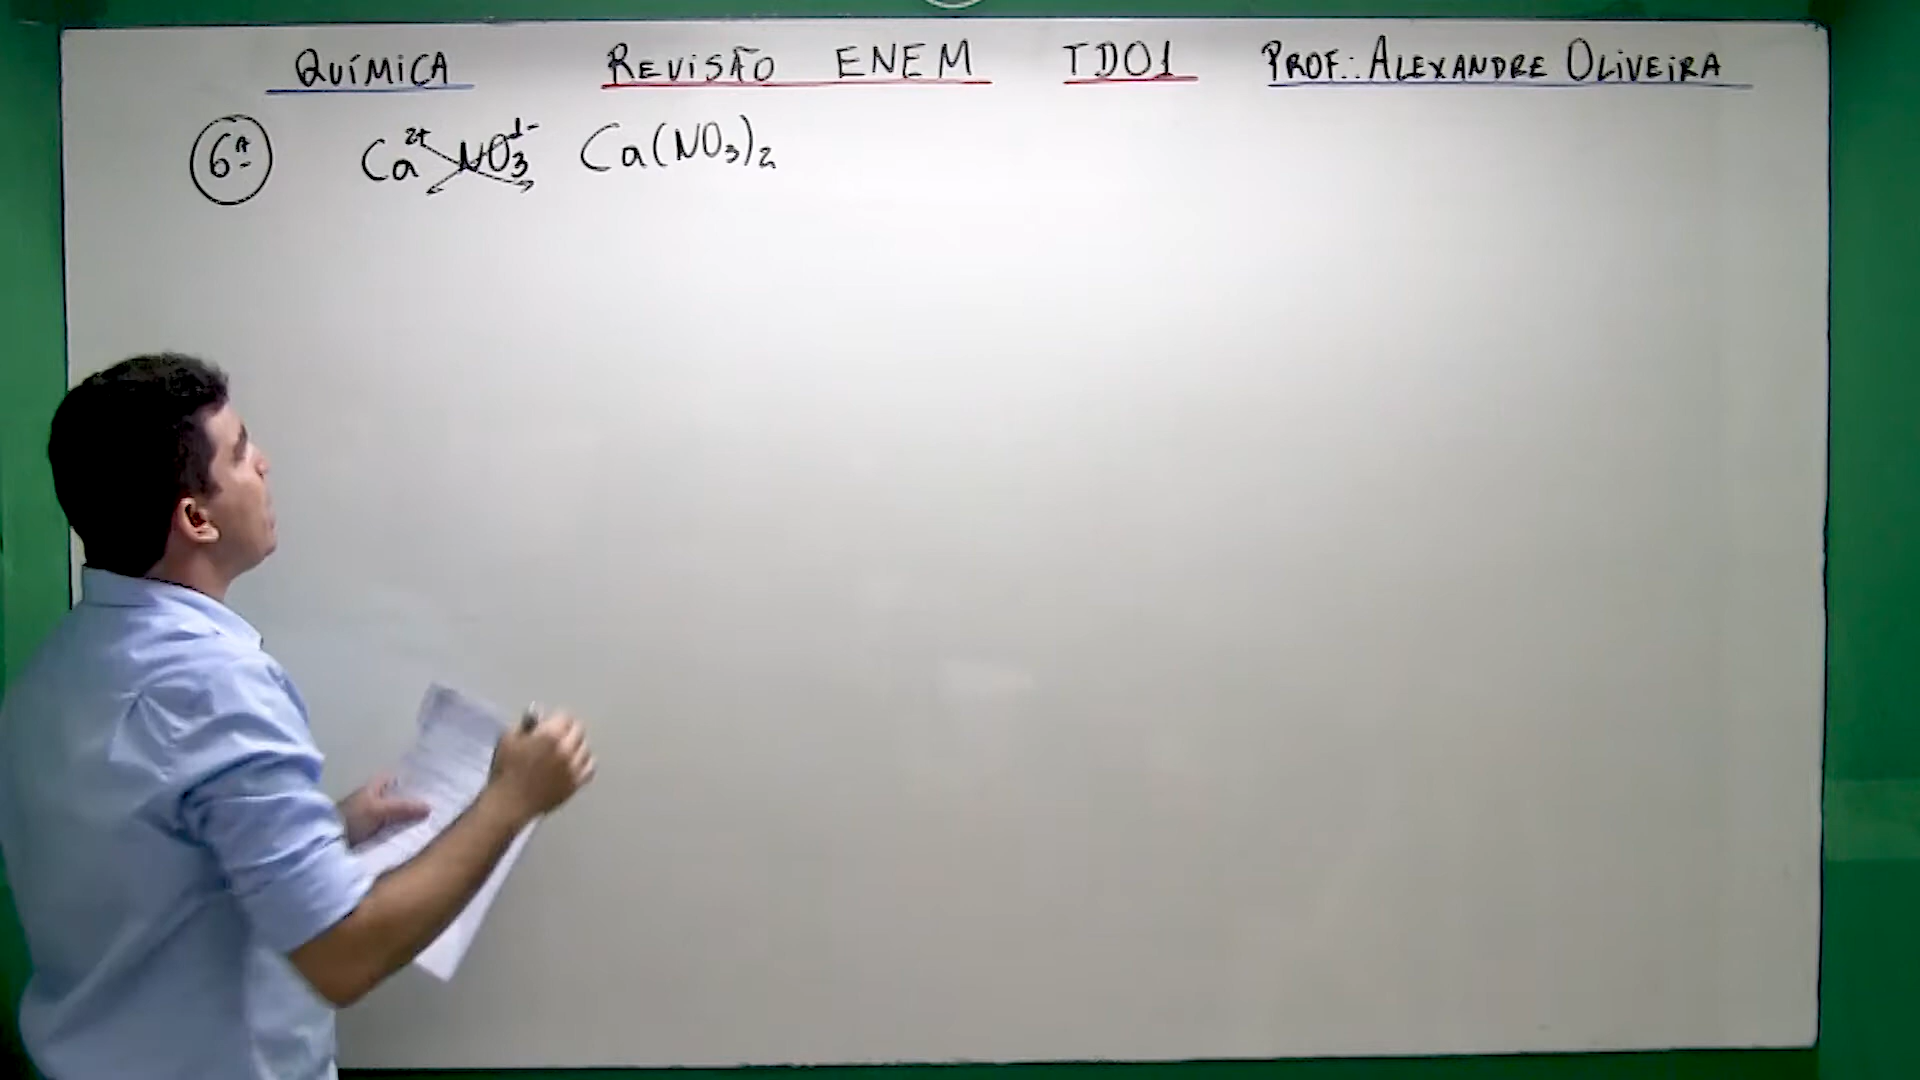 QUÍMICA REVISÃO ENEM TD01 PROF.: ALEXANDRE OLIVEIRA
6ª Ca²⁺ NO₃¹⁻ Ca(NO₃)₂